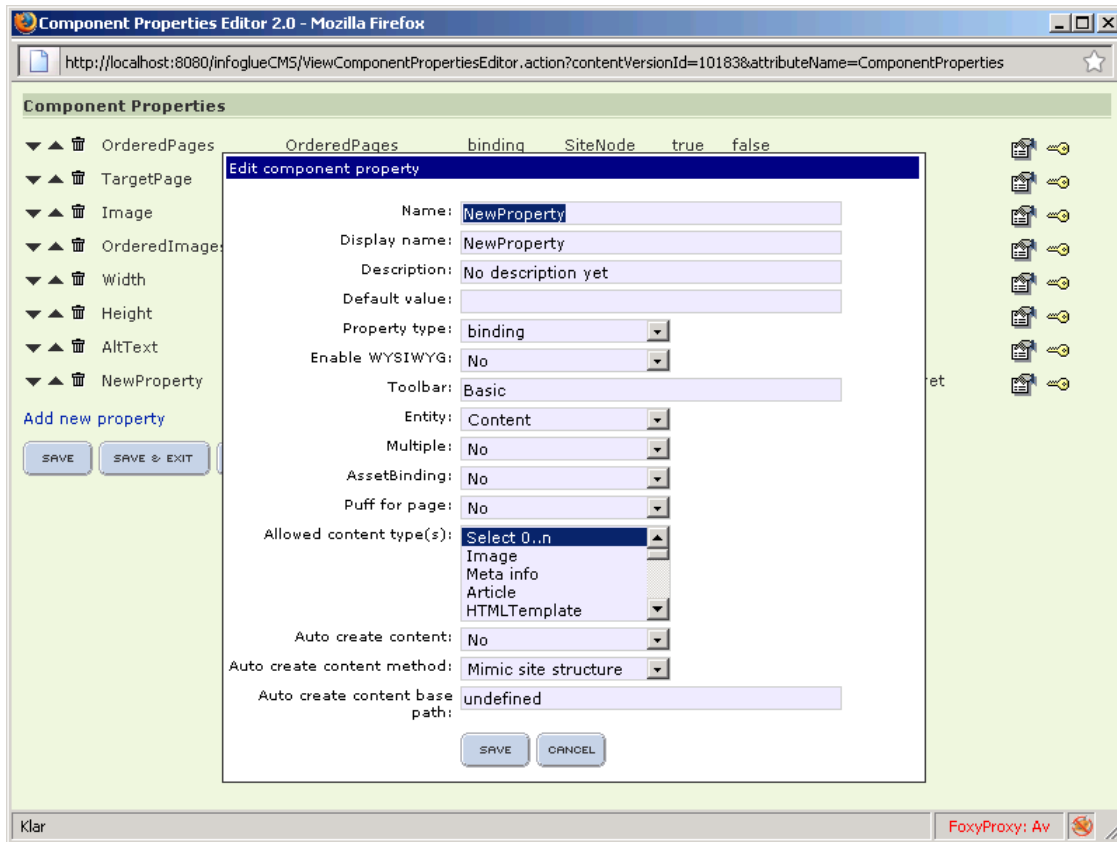 Component Properties Editor 2.0 - Mozilla Firefox
http://localhost:8080/infoglueCMS/ViewComponentPropertiesEditor.action?contentVersionId=10183&attributeName=ComponentProperties
Component Properties
OrderedPages OrderedPages binding SiteNode true false
Edit component property
TargetPage
Image
OrderedImages
Width
Height
AltText
NewProperty ret
Add new property
SAVE SAVE & EXIT
Name: NewProperty
Display name: NewProperty
Description: No description yet
Default value:
Property type: binding
Enable WYSIWYG: No
Toolbar: Basic
Entity: Content
Multiple: No
AssetBinding: No
Puff for page: No
Allowed content type(s): Select 0..n
Image
Meta info
Article
HTMLTemplate
Auto create content: No
Auto create content method: Mimic site structure
Auto create content base path: undefined
SAVE CANCEL
Klar FoxyProxy: Av